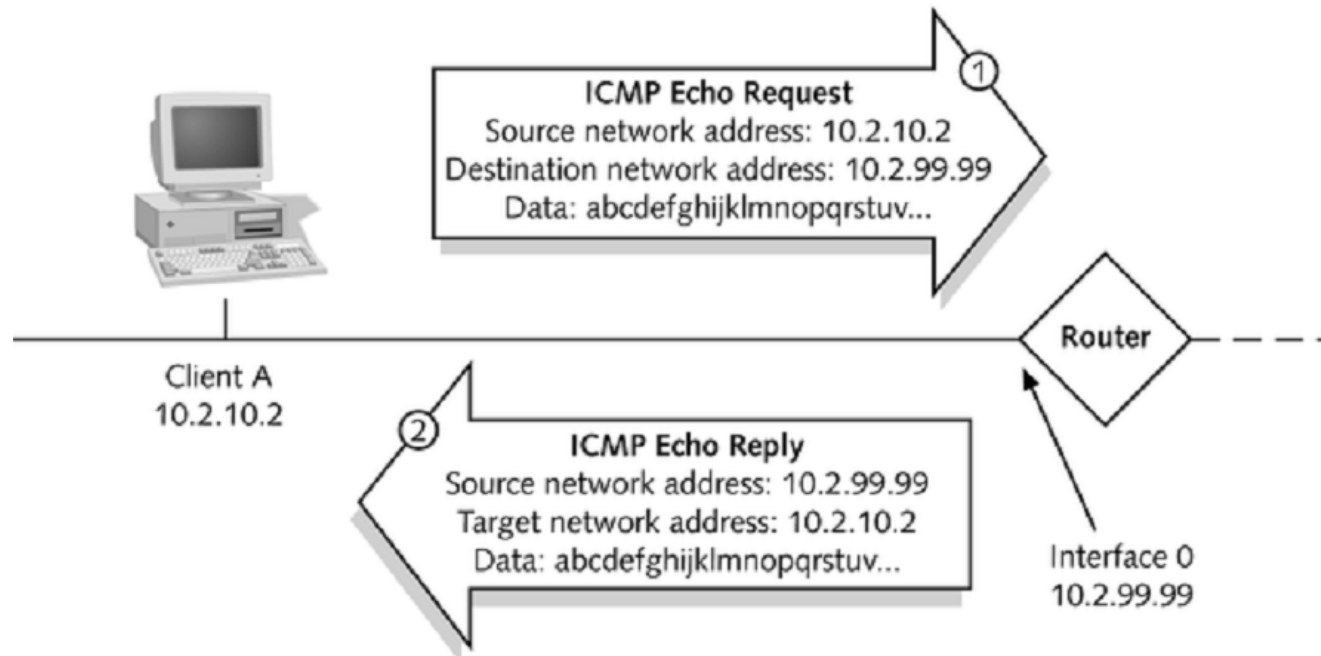 1
ICMP Echo Request
Source network address: 10.2.10.2
Destination network address: 10.2.99.99
Data: abcdefghijklmnopqrstuv...
Router
Client A
10.2.10.2
2
ICMP Echo Reply
Source network address: 10.2.99.99
Target network address: 10.2.10.2
Data: abcdefghijklmnopqrstuv...
Interface 0
10.2.99.99